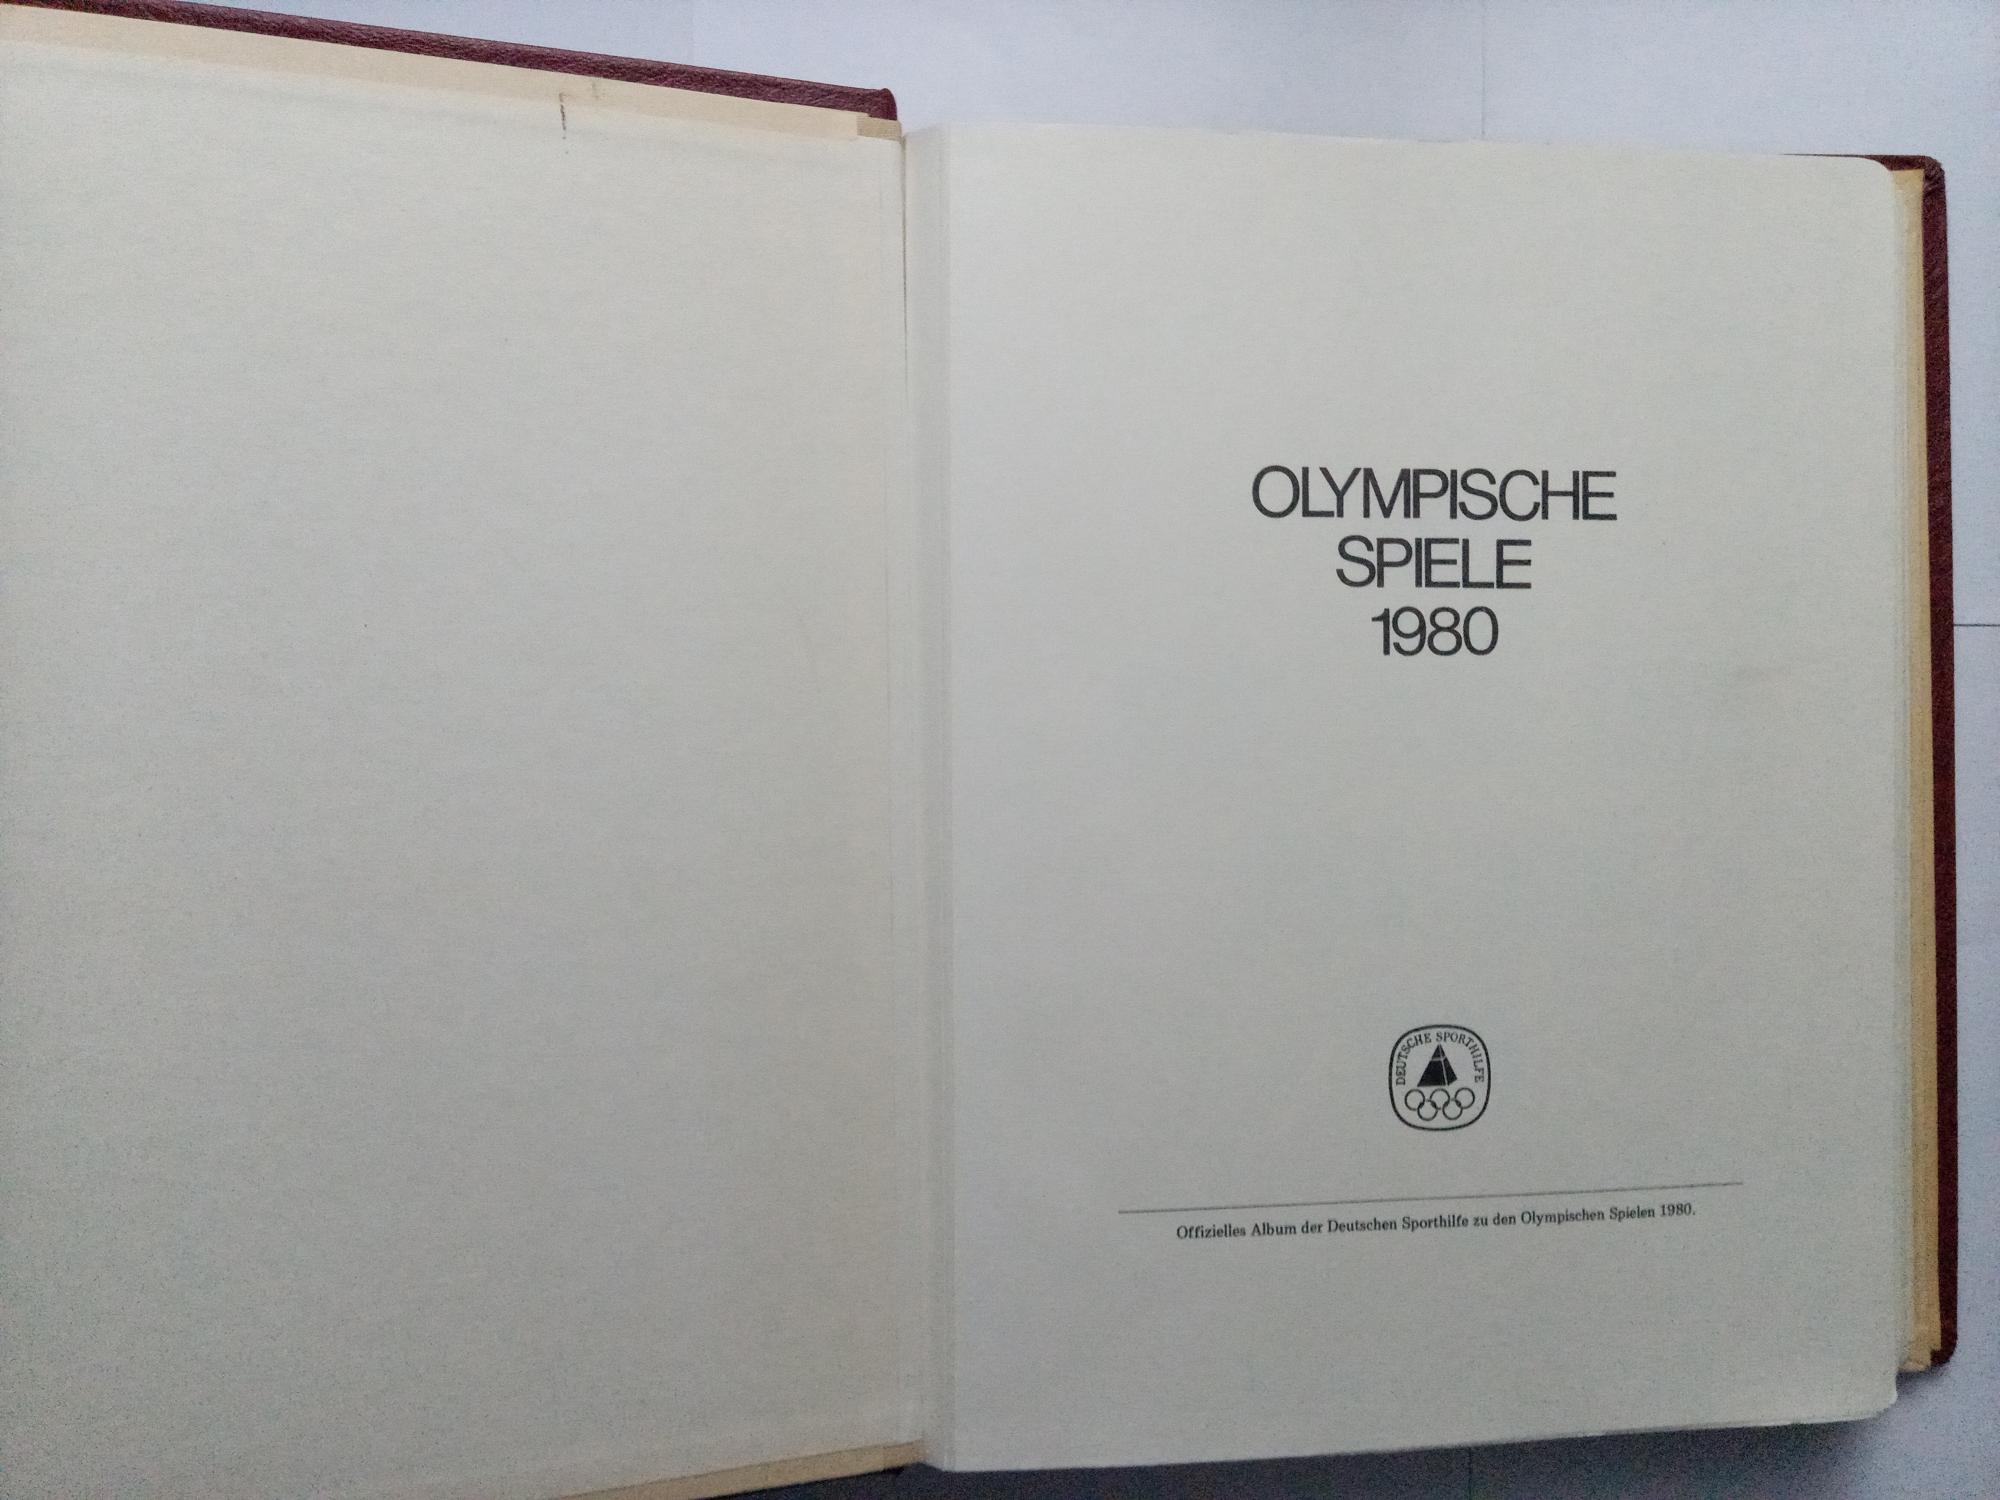 OLYMPISCHE
SPIELE
1980
DEUTSCHE SPORTHILFE
Offizielles Album der Deutschen Sporthilfe zu den Olympischen Spielen 1980.